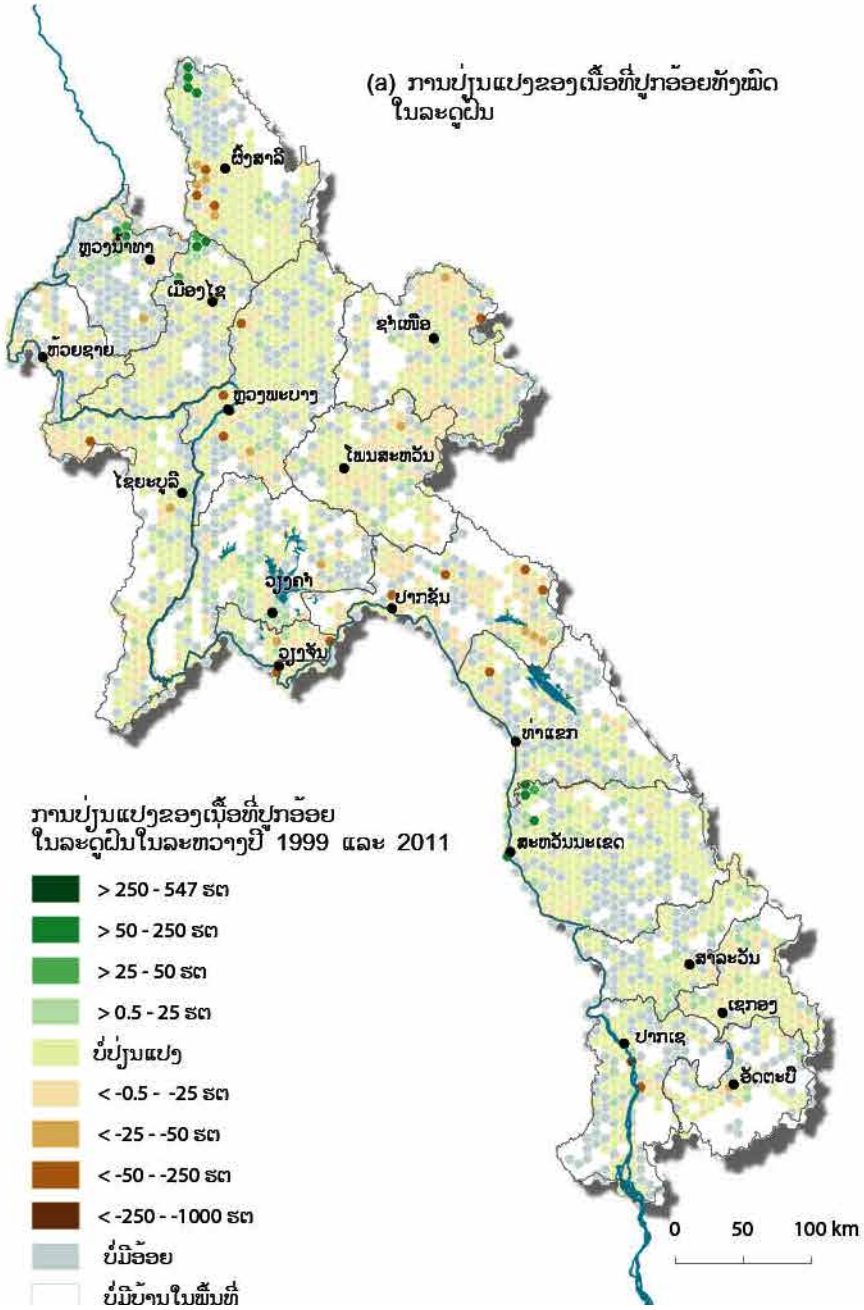 (a) ການປ່ຽນແປງຂອງເນື້ອທີ່ປູກອ້ອຍທັງໝົດ
ໃນລະດູຝົນ
ຜົ້ງສາລີ
ຫຼວງນ້ຳທາ
ເມືອງໄຊ
ຊຳເໜືອ
ຫ້ວຍຊາຍ
ຫຼວງພະບາງ
ໂພນສະຫວັນ
ໄຊຍະບູລີ
ວຽງຄຳ
ປາກຊັນ
ວຽງຈັນ
ທ່າແຂກ
ສະຫວັນນະເຂດ
ສາລະວັນ
ເຊກອງ
ປາກເຊ
ອັດຕະປື
ການປ່ຽນແປງຂອງເນື້ອທີ່ປູກອ້ອຍ
ໃນລະດູຝົນໃນລະຫວ່າງປີ 1999 ແລະ 2011
> 250 - 547 ຮຕ
> 50 - 250 ຮຕ
> 25 - 50 ຮຕ
> 0.5 - 25 ຮຕ
ບໍ່ປ່ຽນແປງ
< -0.5 - -25 ຮຕ
< -25 - -50 ຮຕ
< -50 - -250 ຮຕ
< -250 - -1000 ຮຕ
ບໍ່ມີອ້ອຍ
ບໍ່ມີບ້ານໃນພື້ນທີ່
0 50 100 km